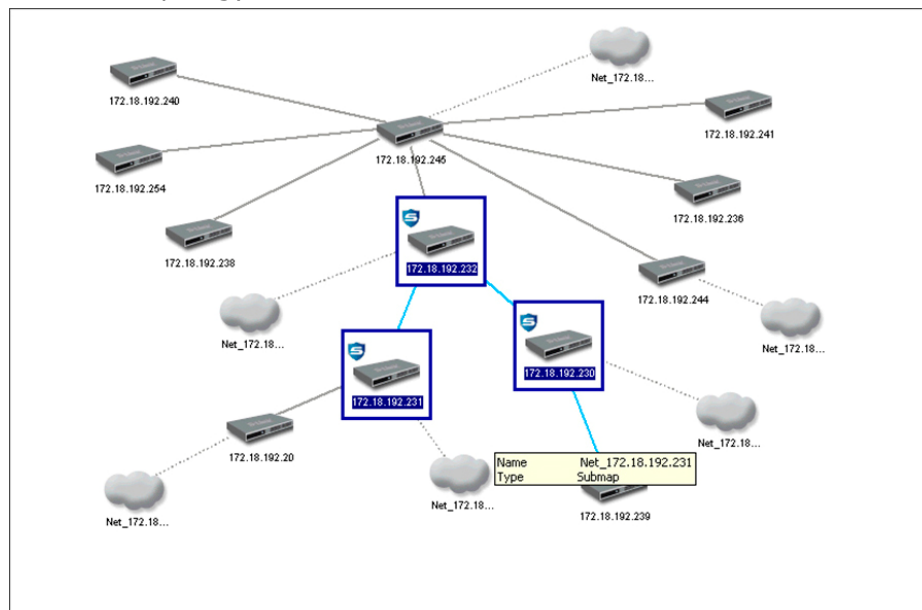 Net_172.18...
172.18.192.240
172.18.192.241
172.18.192.245
172.18.192.254
172.18.192.236
172.18.192.238
172.18.192.232
172.18.192.244
Net_172.18...
Net_172.18...
172.18.192.230
172.18.192.231
Net_172.18...
172.18.192.20
Name Net_172.18.192.231
Type Submap
Net_172.18...
172.18.192.239
Net_172.18...